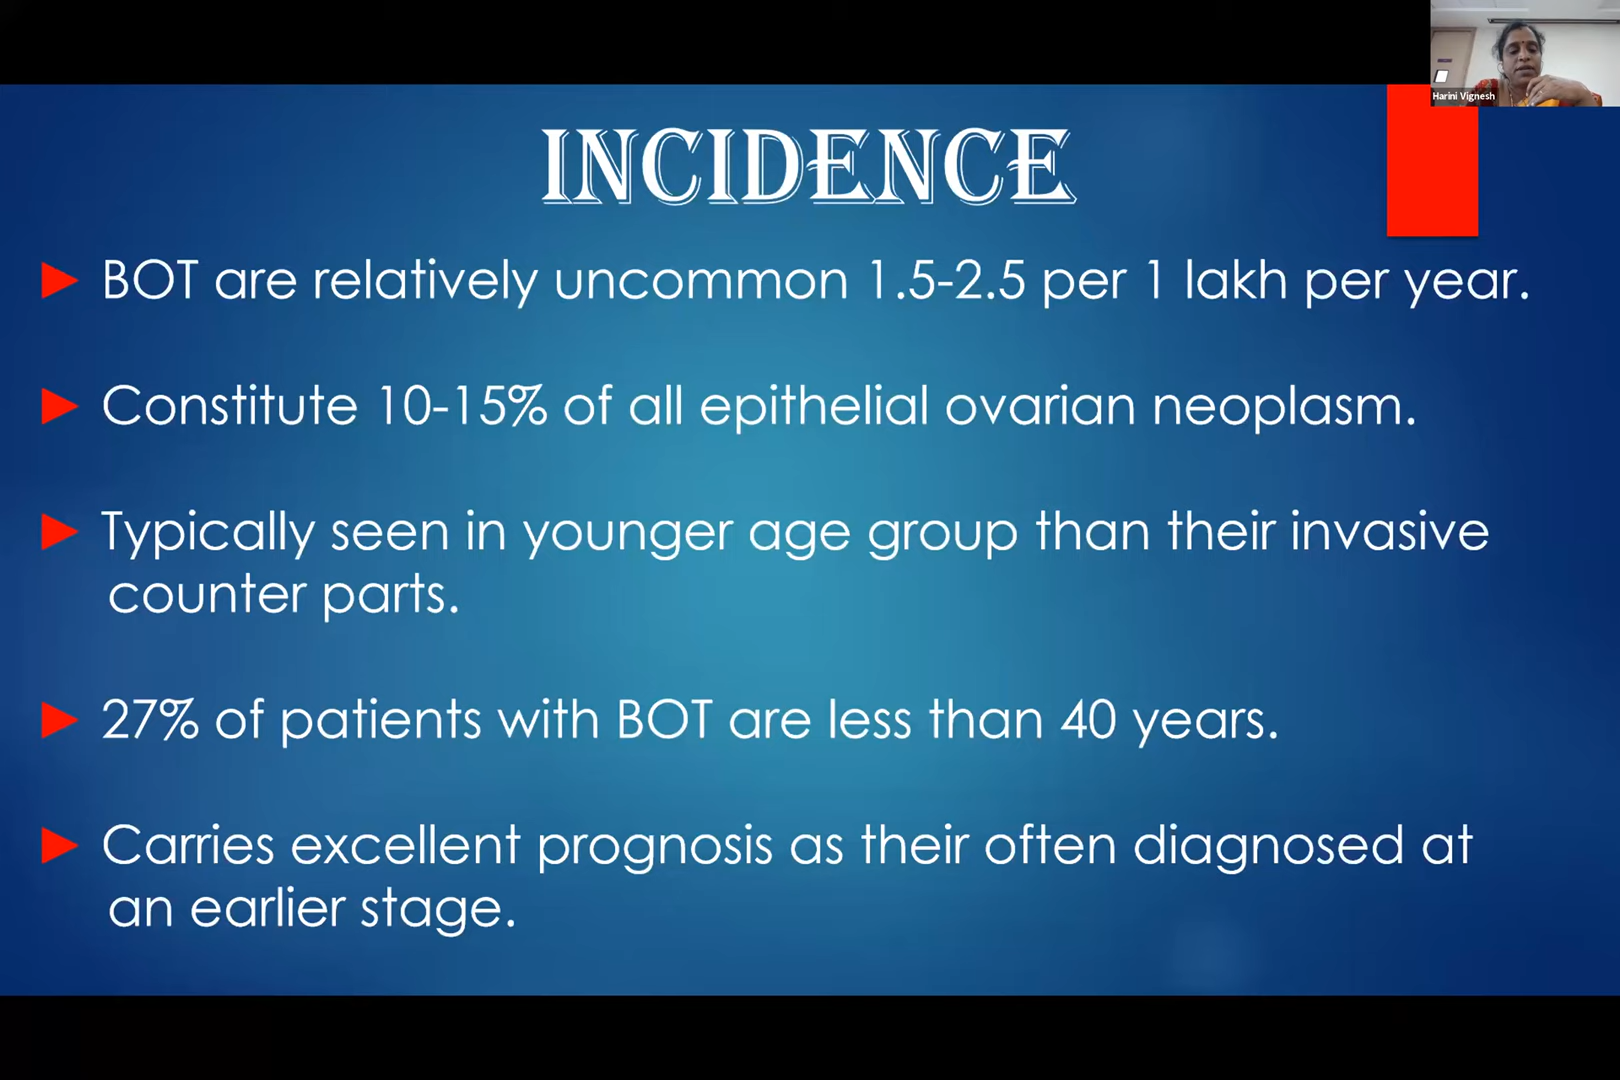 Harini Vignesh
INCIDENCE
BOT are relatively uncommon 1.5-2.5 per 1 lakh per year.
Constitute 10-15% of all epithelial ovarian neoplasm.
Typically seen in younger age group than their invasive
counter parts.
27% of patients with BOT are less than 40 years.
Carries excellent prognosis as their often diagnosed at
an earlier stage.